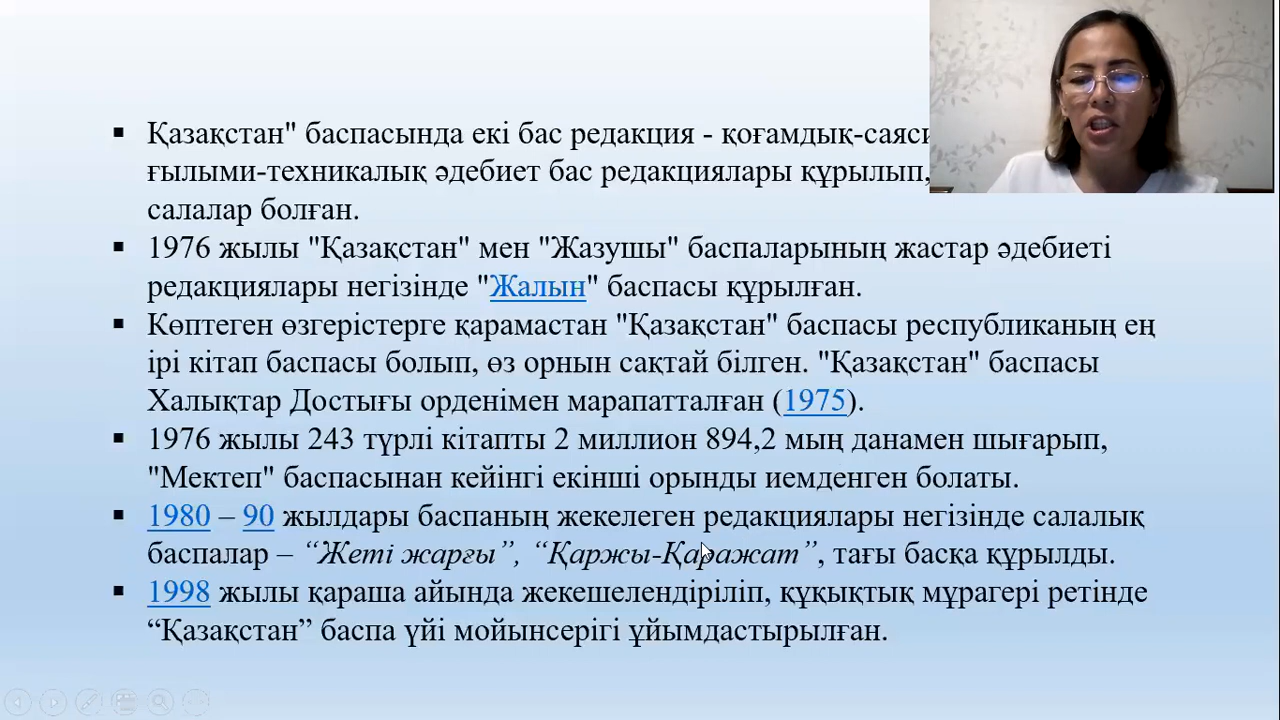 Қазақстан" баспасында екі бас редакция - қоғамдық-саяси
ғылыми-техникалық әдебиет бас редакциялары құрылып,
салалар болған.
1976 жылы "Қазақстан" мен "Жазушы" баспаларының жастар әдебиеті
редакциялары негізінде "Жалын" баспасы құрылған.
Көптеген өзгерістерге қарамастан "Қазақстан" баспасы республиканың ең
ірі кітап баспасы болып, өз орнын сақтай білген. "Қазақстан" баспасы
Халықтар Достығы орденімен марапатталған (1975).
1976 жылы 243 түрлі кітапты 2 миллион 894,2 мың данамен шығарып,
"Мектеп" баспасынан кейінгі екінші орынды иемденген болаты.
1980 – 90 жылдары баспаның жекелеген редакциялары негізінде салалық
баспалар – “Жеті жарғы”, “Қаржы-Қаражат”, тағы басқа құрылды.
1998 жылы қараша айында жекешелендіріліп, құқықтық мұрагері ретінде
“Қазақстан” баспа үйі мойынсерігі ұйымдастырылған.